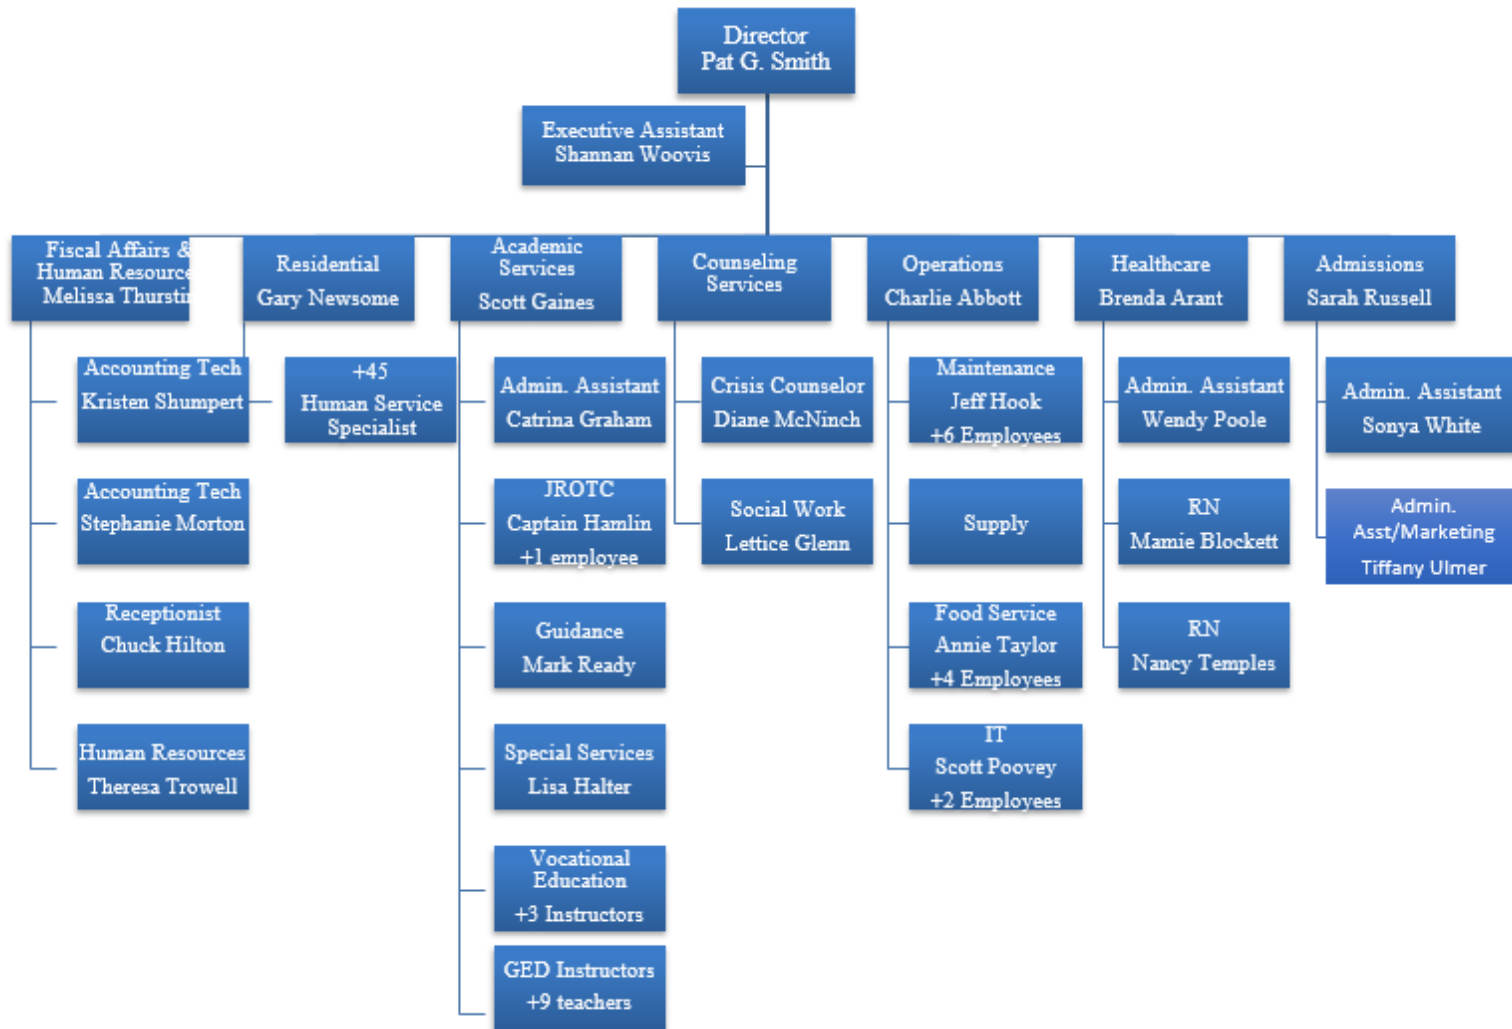 Director
Pat G. Smith
Executive Assistant
Shannan Woovis
Fiscal Affairs &
Human Resource
Melissa Thursti
Residential
Gary Newsome
Academic
Services
Scott Gaines
Counseling
Services
Operations
Charlie Abbott
Healthcare
Brenda Arant
Admissions
Sarah Russell
Accounting Tech
Kristen Shumpert
Accounting Tech
Stephanie Morton
Receptionist
Chuck Hilton
Human Resources
Theresa Trowell
+45
Human Service
Specialist
Admin. Assistant
Catrina Graham
JROTC
Captain Hamlin
+1 employee
Guidance
Mark Ready
Special Services
Lisa Halter
Vocational
Education
+3 Instructors
GED Instructors
+9 teachers
Crisis Counselor
Diane McNinch
Social Work
Lettice Glenn
Maintenance
Jeff Hook
+6 Employees
Supply
Food Service
Annie Taylor
+4 Employees
IT
Scott Poovey
+2 Employees
Admin. Assistant
Wendy Poole
RN
Mamie Blockett
RN
Nancy Temples
Admin. Assistant
Sonya White
Admin.
Asst/Marketing
Tiffany Ulmer